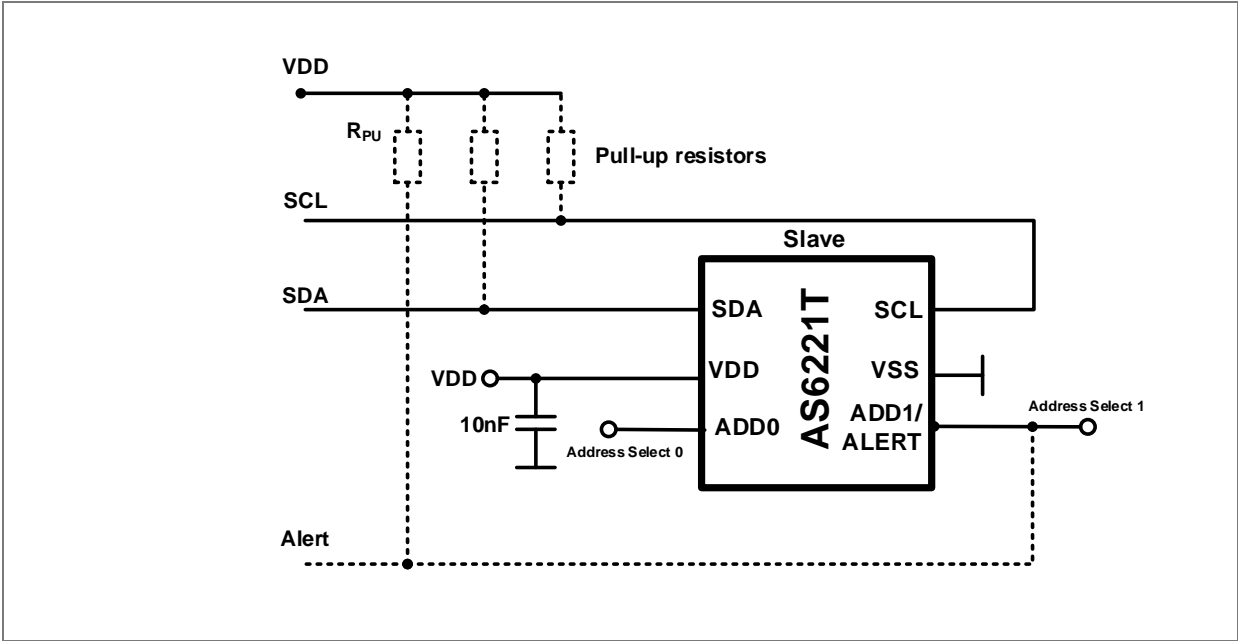 VDD
RPU
Pull-up resistors
SCL
Slave
SDA
SDA
SCL
AS6221T
VDD
VDD
VSS
10nF
ADD0
ADD1/
ALERT
Address Select 1
Address Select 0
Alert